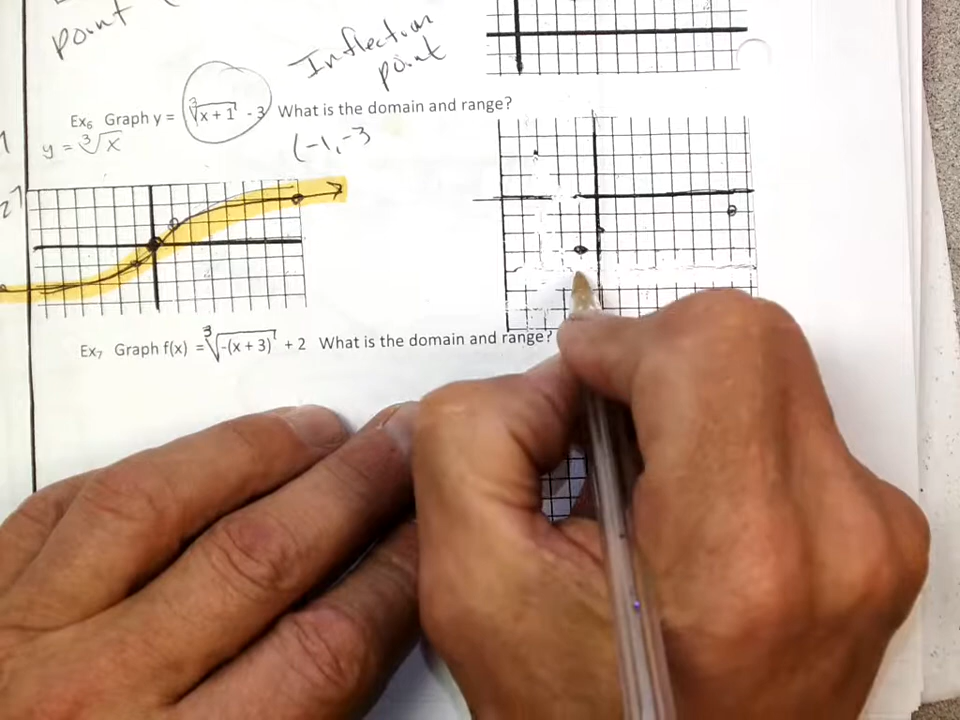 point (
Inflection
point
Ex6 Graph y = ∛x + 1 - 3 What is the domain and range?
y = ∛x
(-1, -3
Ex7 Graph f(x) = ∛-(x + 3) + 2 What is the domain and range?